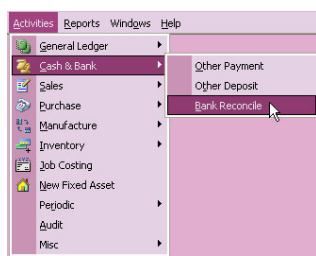 Activities Reports Windows Help
General Ledger
Cash & Bank
Other Payment
Sales
Other Deposit
Purchase
Bank Reconcile
Manufacture
Inventory
Job Costing
New Fixed Asset
Periodic
Audit
Misc